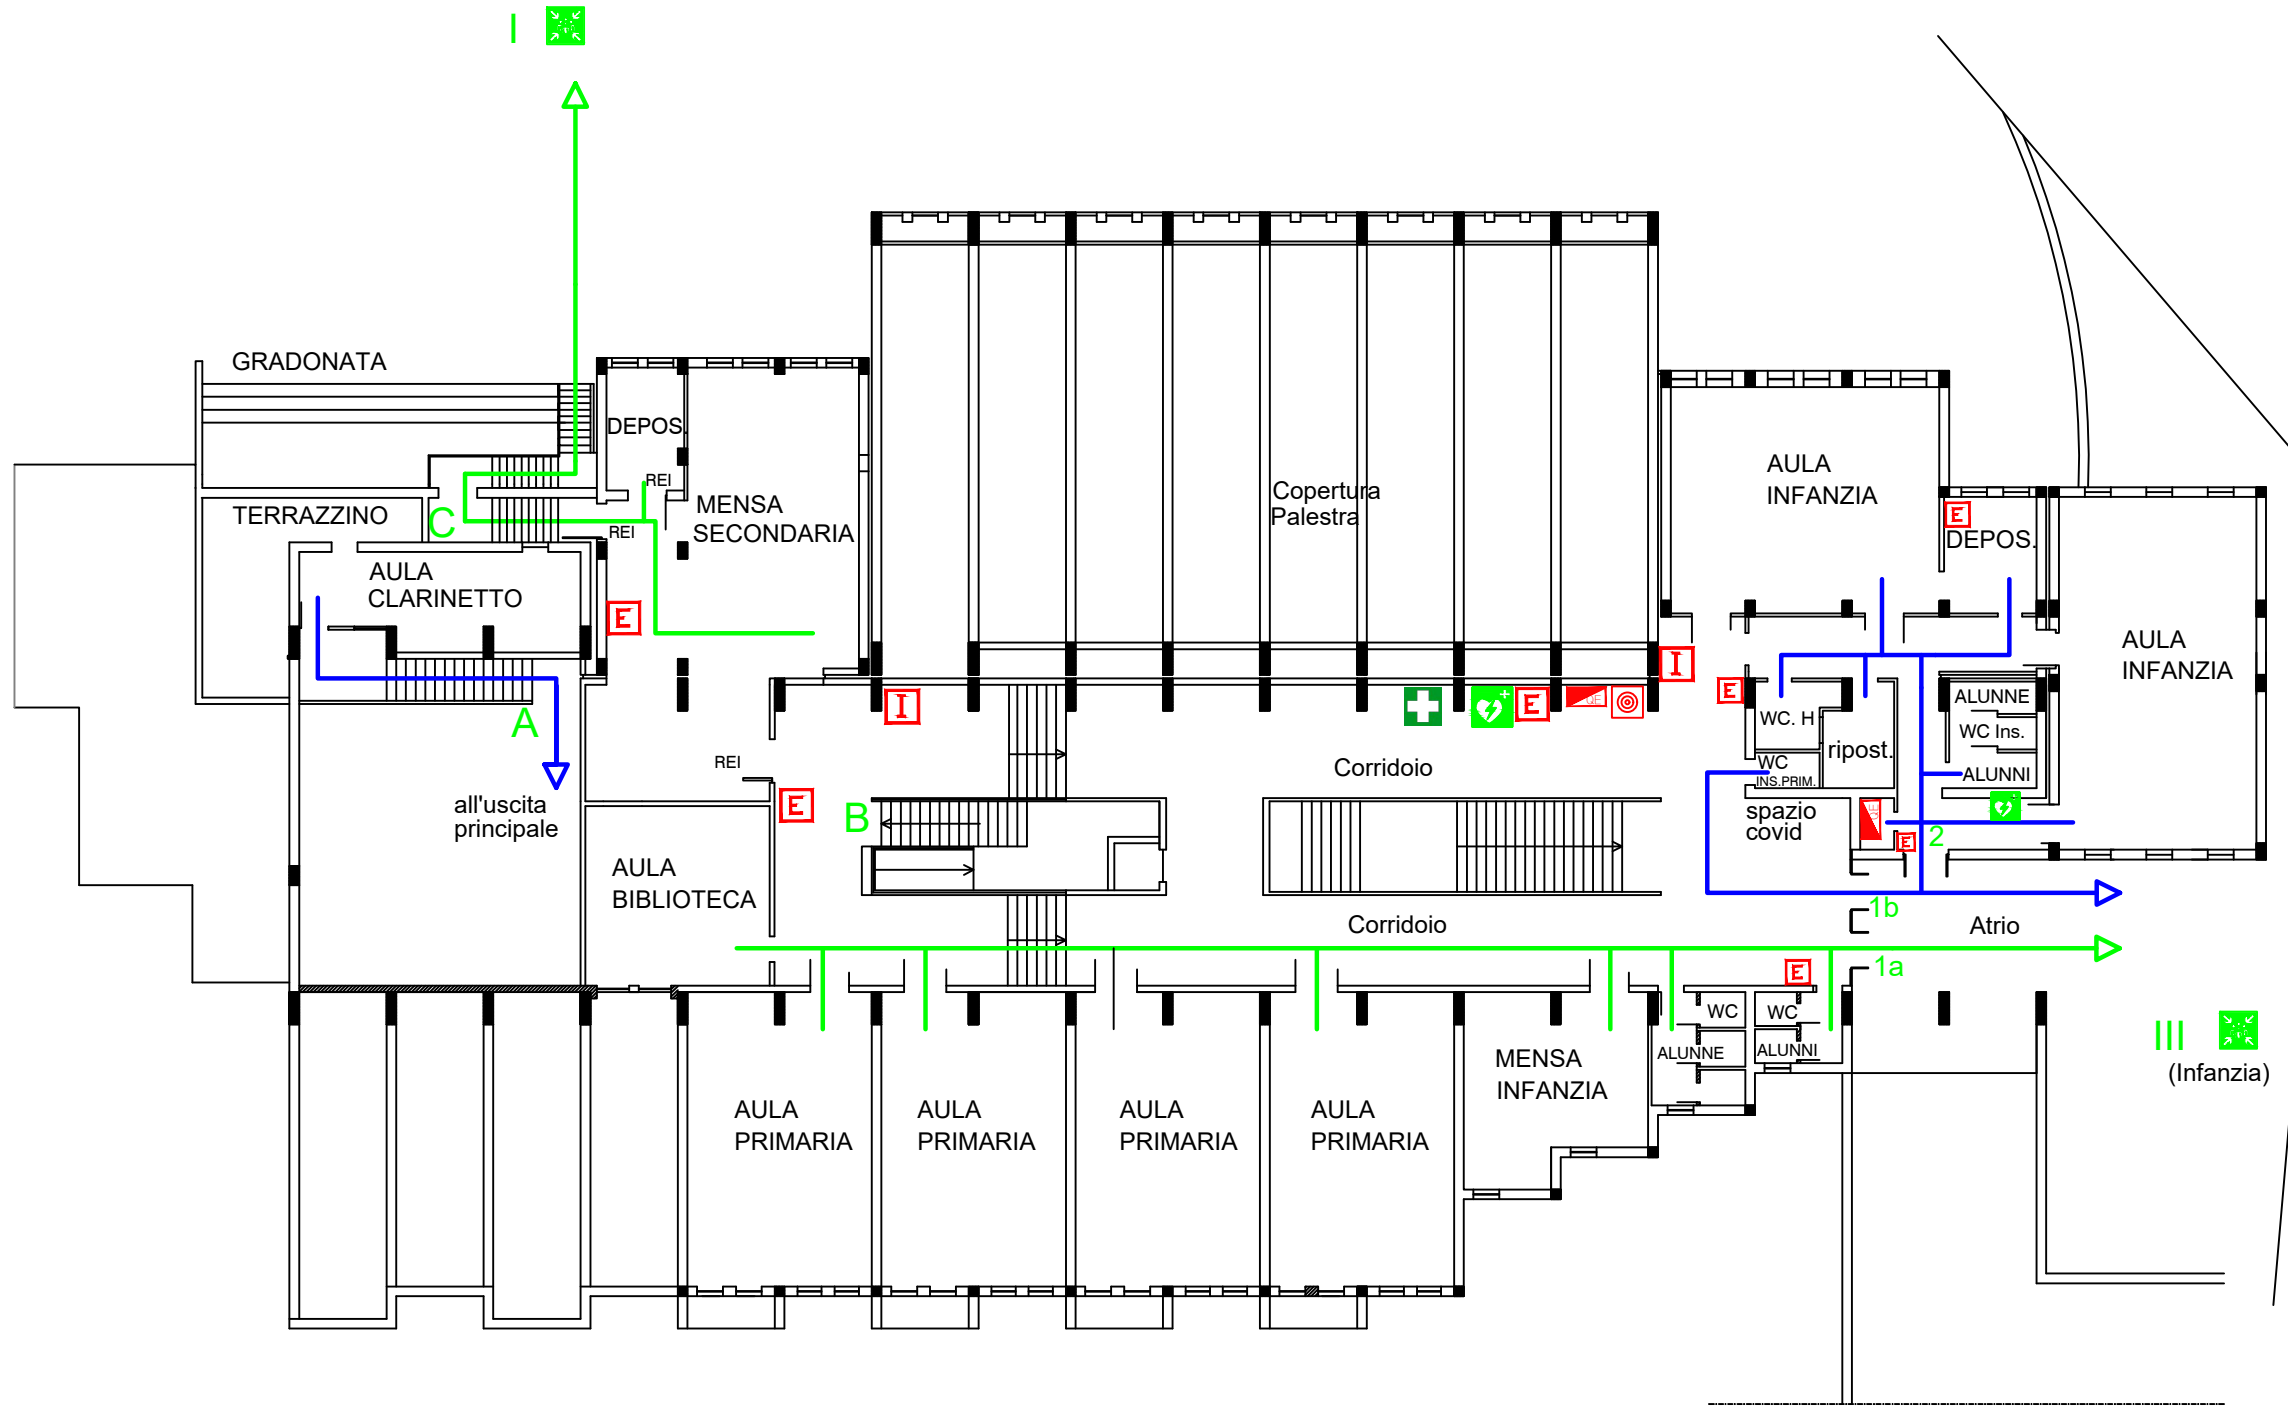 I
GRADONATA
DEPOS.
REI
MENSA
SECONDARIA
TERRAZZINO
C
REI
AULA
CLARINETTO
E
A
all'uscita
principale
REI
E
B
AULA
BIBLIOTECA
I
Copertura
Palestra
E
QE
Corridoio
Corridoio
AULA
INFANZIA
E
DEPOS.
AULA
INFANZIA
I
E
WC. H
WC
INS.PRIM.
ripost.
ALUNNE
WC Ins.
ALUNNI
spazio
covid
QE
E
2
1b
Atrio
1a
E
WC
WC
ALUNNE
ALUNNI
MENSA
INFANZIA
AULA
PRIMARIA
AULA
PRIMARIA
AULA
PRIMARIA
AULA
PRIMARIA
III
(Infanzia)